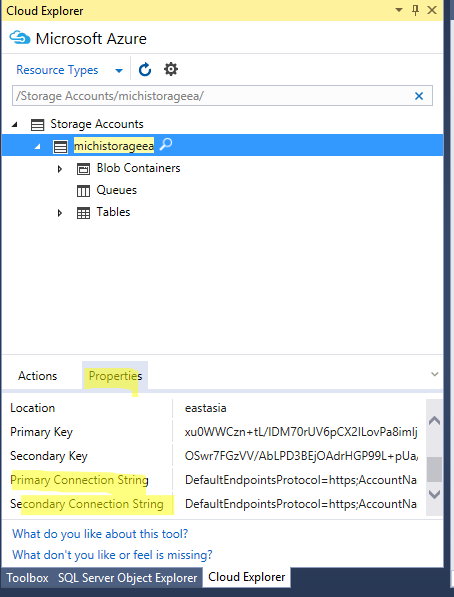 Cloud Explorer
Microsoft Azure
Resource Types
/Storage Accounts/michistorageea/
Storage Accounts
michistorageea
Blob Containers
Queues
Tables
Actions Properties
Location eastasia
Primary Key xu0WWCzn+tL/IDM70rUV6pCX2ILovPa8imIj
Secondary Key OSwr7FGzVV/AbLPD3BEjOAdrHGP99L+pUa/
Primary Connection String DefaultEndpointsProtocol=https;AccountNa
Secondary Connection String DefaultEndpointsProtocol=https;AccountNa
What do you like about this tool?
What don't you like or feel is missing?
Toolbox SQL Server Object Explorer Cloud Explorer